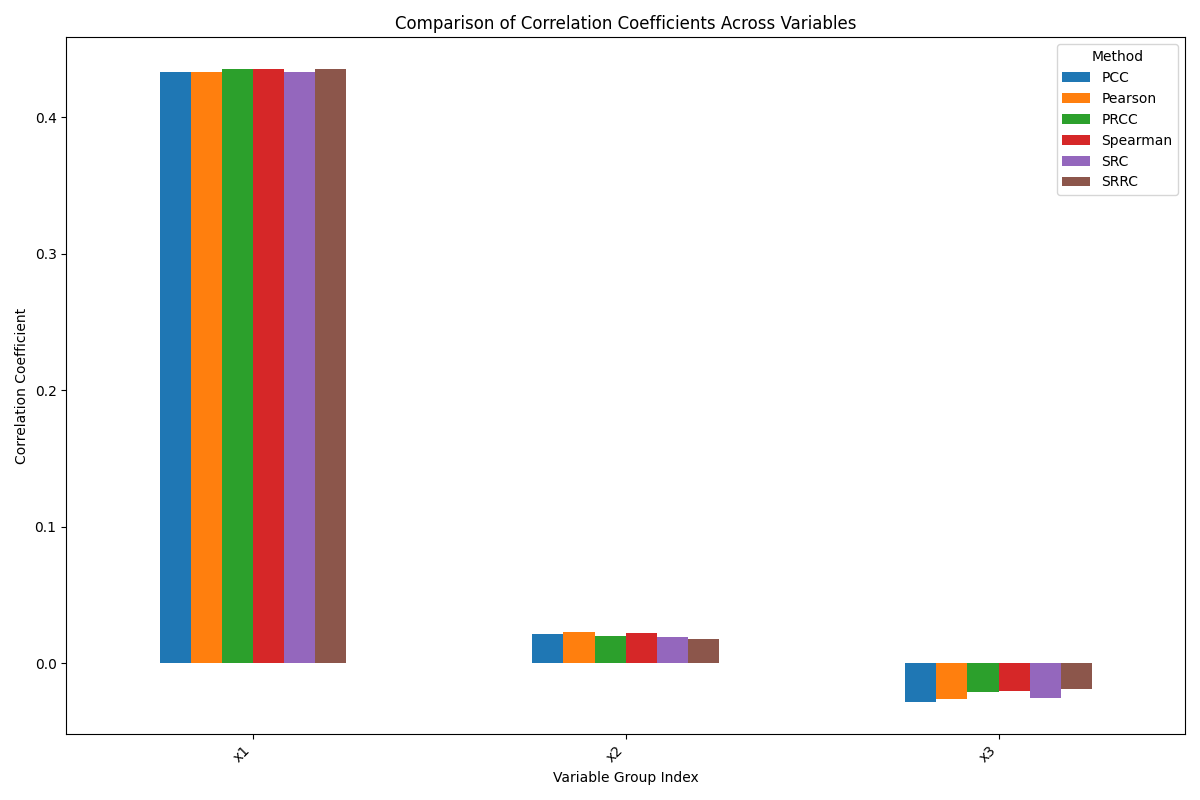 Comparison of Correlation Coefficients Across Variables
Method
PCC
Pearson
PRCC
Spearman
SRC
SRRC
0.4
0.3
0.2
0.1
0.0
Correlation Coefficient
x1
x2
x3
Variable Group Index